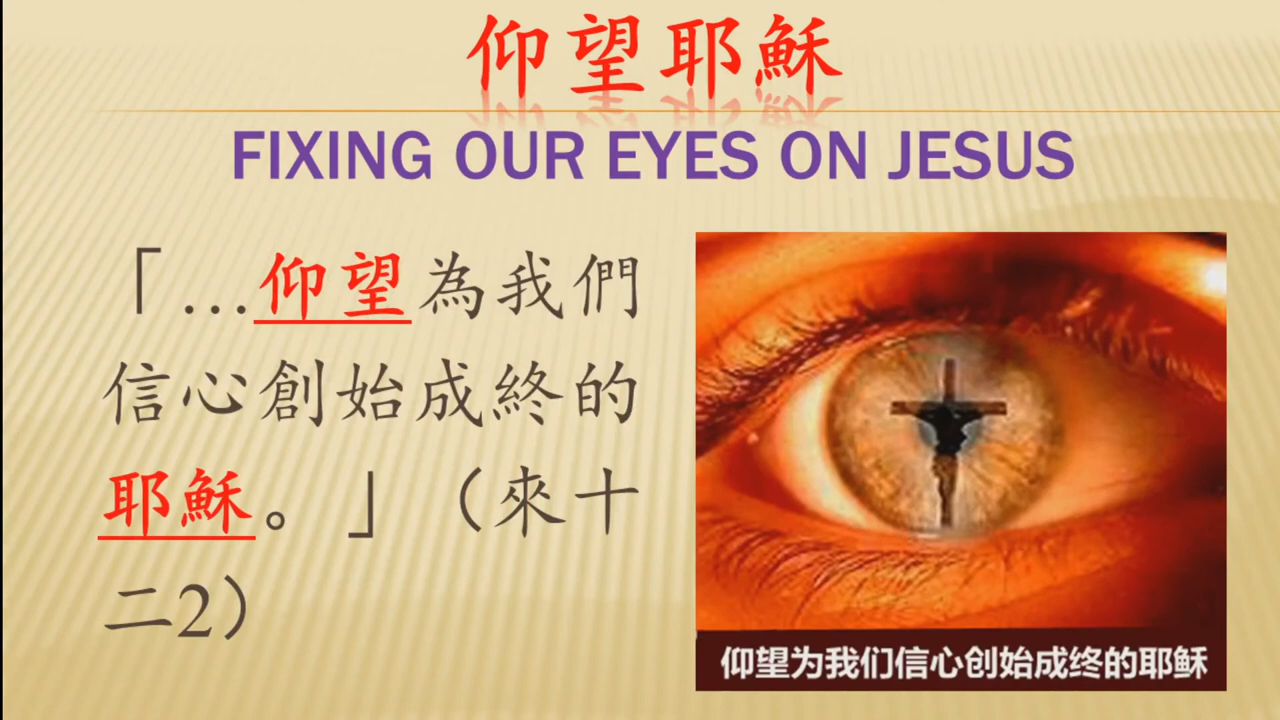 仰望耶穌
FIXING OUR EYES ON JESUS
「…仰望為我們
信心創始成終的
耶穌。」（來十
二2）
仰望为我们信心创始成终的耶稣